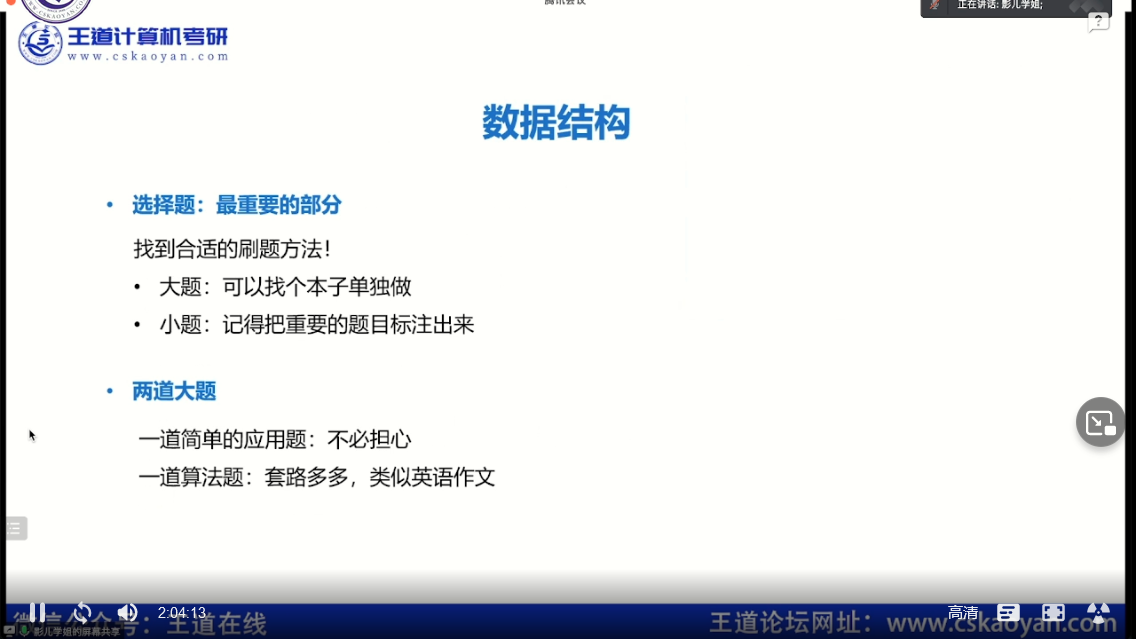 腾讯会议
正在讲话: 影儿学姐;
王道计算机考研
www.cskaoyan.com
数据结构
• 选择题：最重要的部分
找到合适的刷题方法！
• 大题：可以找个本子单独做
• 小题：记得把重要的题目标注出来
• 两道大题
一道简单的应用题：不必担心
一道算法题：套路多多，类似英语作文
2:04:13
高清
微信公众号：王道在线
王道论坛网址：www.cskaoyan.com
影儿学姐的屏幕共享